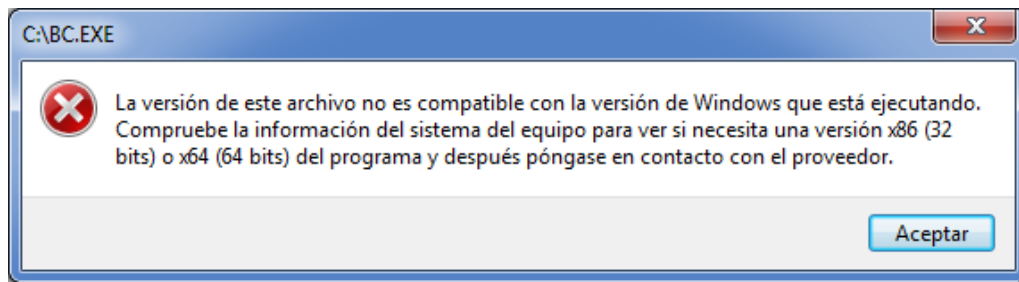 C:\BC.EXE
La versión de este archivo no es compatible con la versión de Windows que está ejecutando.
Compruebe la información del sistema del equipo para ver si necesita una versión x86 (32
bits) o x64 (64 bits) del programa y después póngase en contacto con el proveedor.
Aceptar